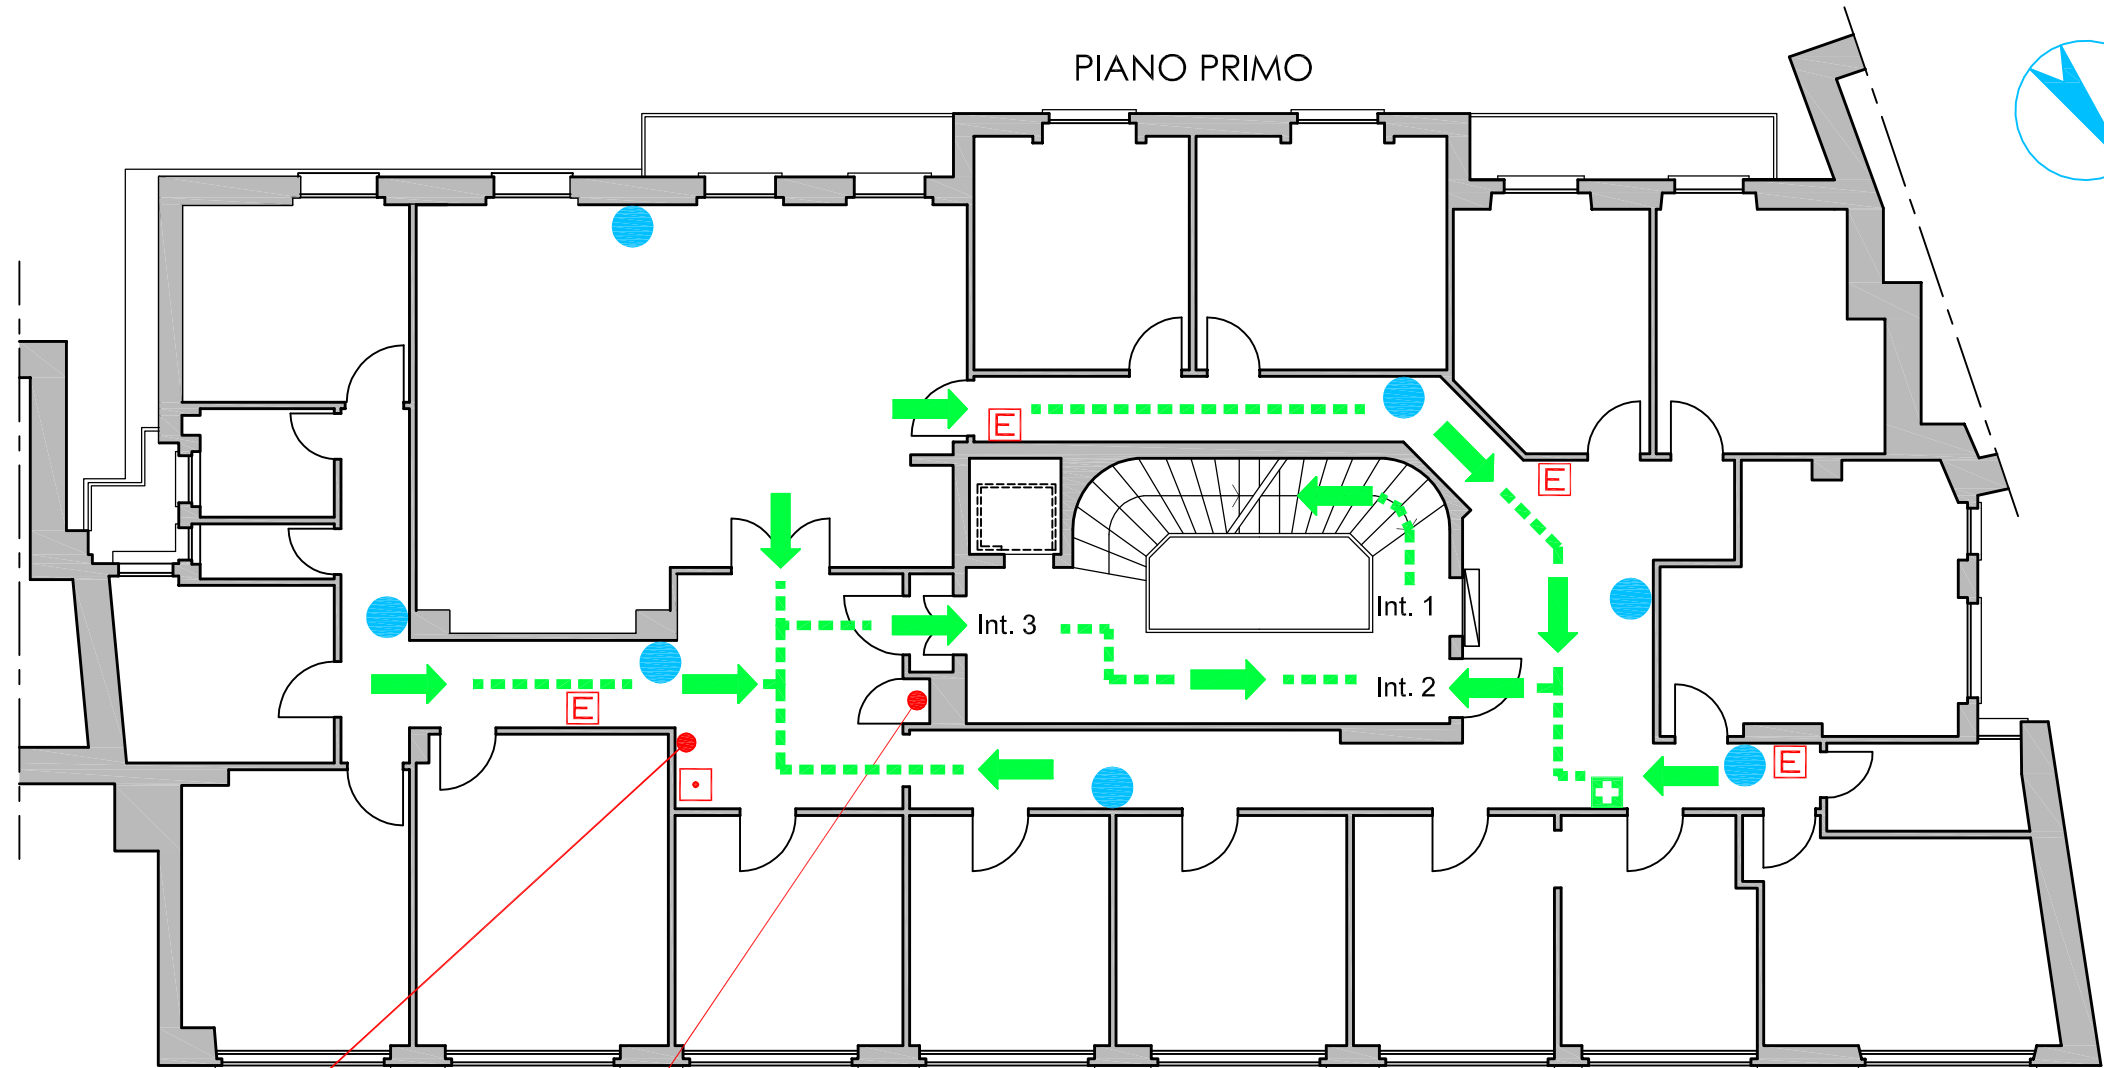 PIANO PRIMO
E
E
Int. 1
Int. 3
Int. 2
E
E